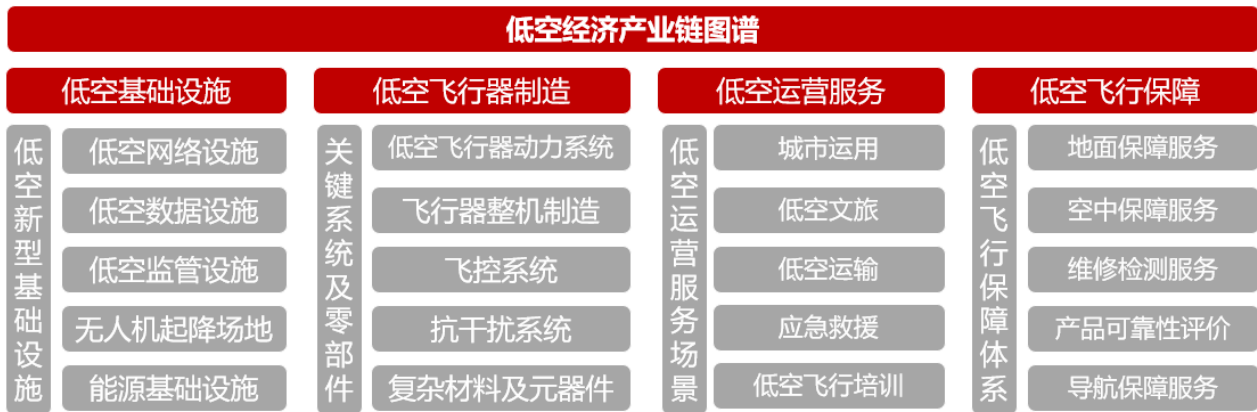 低空经济产业链图谱
低空基础设施
低空飞行器制造
低空运营服务
低空飞行保障
低空新型基础设施
低空网络设施
低空数据设施
低空监管设施
无人机起降场地
能源基础设施
关键系统及零部件
低空飞行器动力系统
飞行器整机制造
飞控系统
抗干扰系统
复杂材料及元器件
低空运营服务场景
城市运用
低空文旅
低空运输
应急救援
低空飞行培训
低空飞行保障体系
地面保障服务
空中保障服务
维修检测服务
产品可靠性评价
导航保障服务